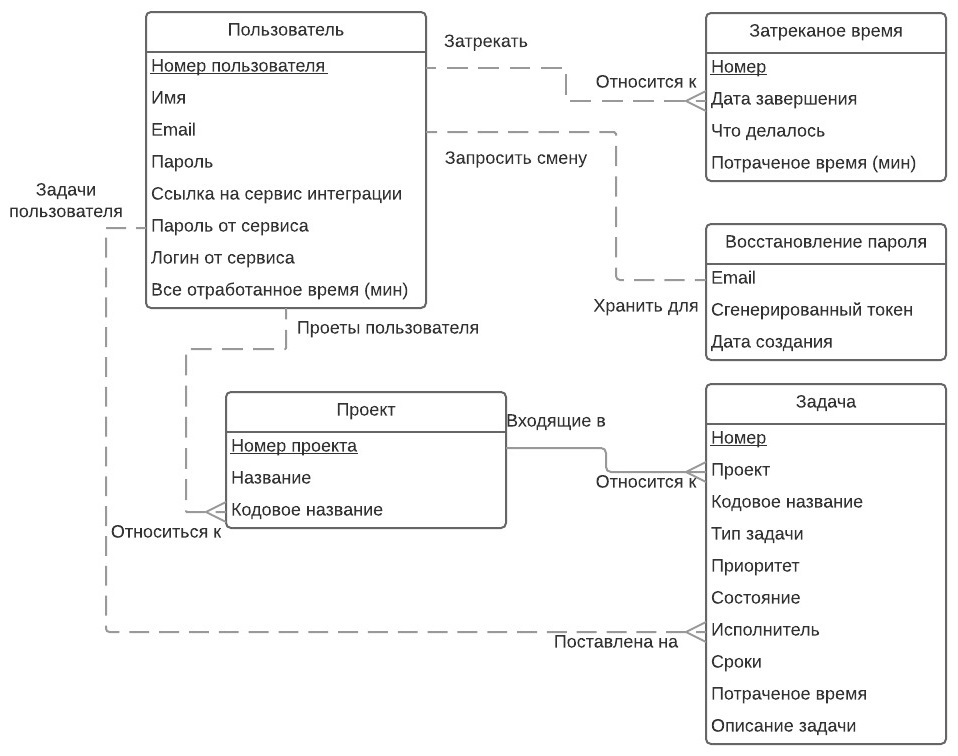 Пользователь
Номер пользователя
Имя
Email
Пароль
Ссылка на сервис интеграции
Пароль от сервиса
Логин от сервиса
Все отработанное время (мин)
Затрекать
Относится к
Затреканое время
Номер
Дата завершения
Что делалось
Потраченое время (мин)
Запросить смену
Хранить для
Восстановление пароля
Email
Сгенерированный токен
Дата создания
Задачи
пользователя
Проеты пользователя
Относиться к
Проект
Номер проекта
Название
Кодовое название
Входящие в
Относится к
Задача
Номер
Проект
Кодовое название
Тип задачи
Приоритет
Состояние
Исполнитель
Сроки
Потраченое время
Описание задачи
Поставлена на